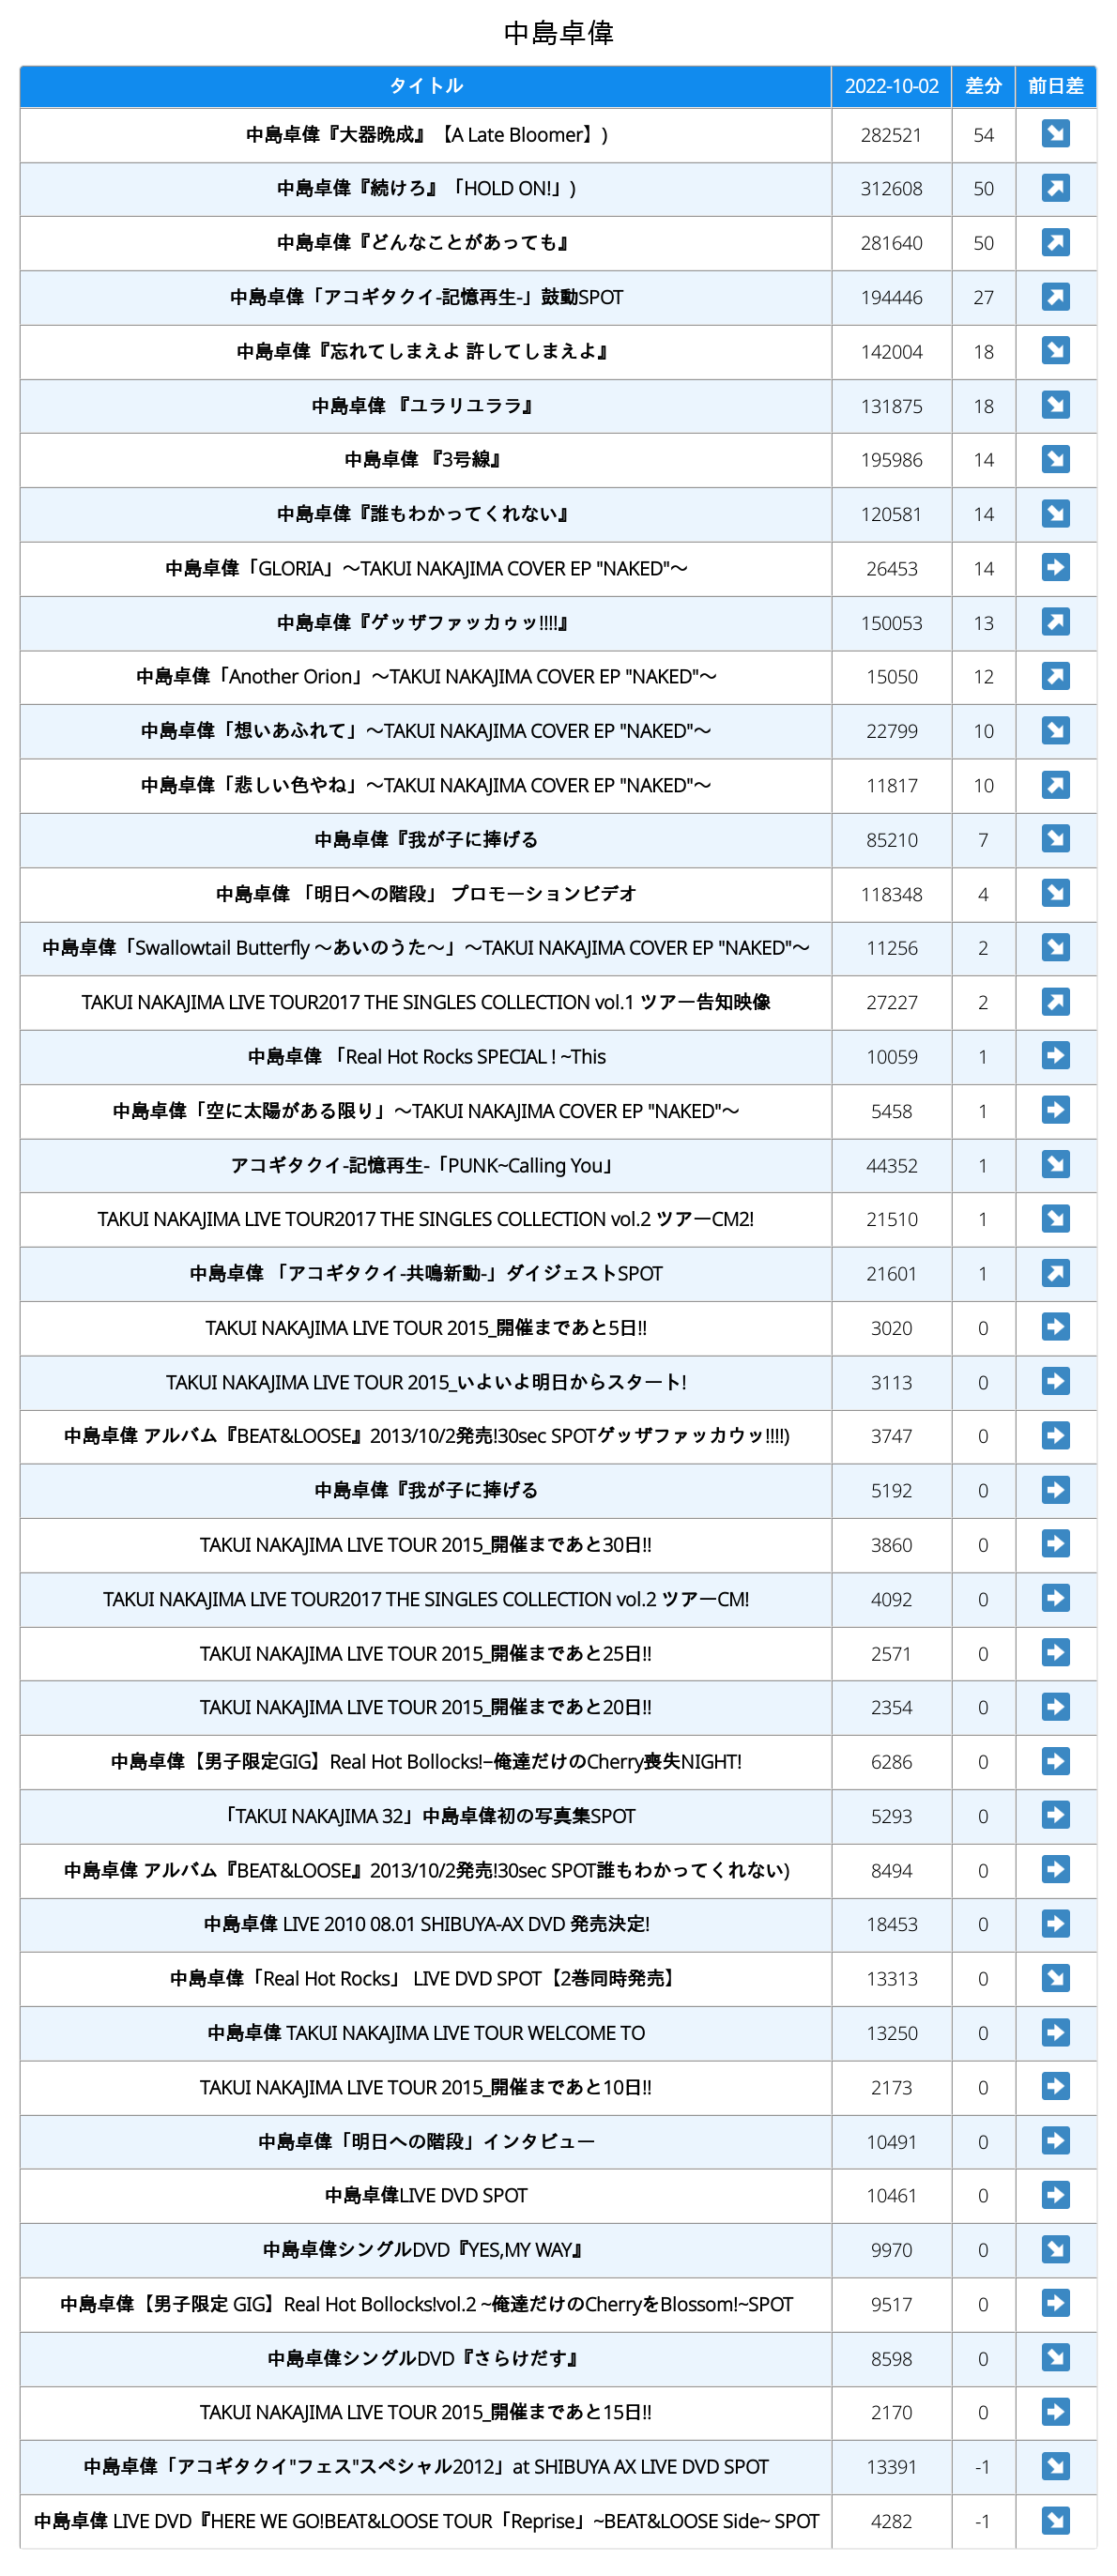 中島卓偉
タイトル 2022-10-02 差分 前日差
中島卓偉『大器晩成』【A Late Bloomer】) 282521 54 ↘
中島卓偉『続けろ』「HOLD ON!」) 312608 50 ↗
中島卓偉『どんなことがあっても』 281640 50 ↗
中島卓偉「アコギタクイ-記憶再生-」鼓動SPOT 194446 27 ↗
中島卓偉『忘れてしまえよ 許してしまえよ』 142004 18 ↘
中島卓偉 『ユラリユララ』 131875 18 ↘
中島卓偉 『3号線』 195986 14 ↘
中島卓偉『誰もわかってくれない』 120581 14 ↘
中島卓偉「GLORIA」〜TAKUI NAKAJIMA COVER EP "NAKED"〜 26453 14 ➡
中島卓偉『ゲッザファッカゥッ!!!!』 150053 13 ↗
中島卓偉「Another Orion」〜TAKUI NAKAJIMA COVER EP "NAKED"〜 15050 12 ↗
中島卓偉「想いあふれて」〜TAKUI NAKAJIMA COVER EP "NAKED"〜 22799 10 ↘
中島卓偉「悲しい色やね」〜TAKUI NAKAJIMA COVER EP "NAKED"〜 11817 10 ↗
中島卓偉『我が子に捧げる 85210 7 ↘
中島卓偉 「明日への階段」 プロモーションビデオ 118348 4 ↘
中島卓偉「Swallowtail Butterfly 〜あいのうた〜」〜TAKUI NAKAJIMA COVER EP "NAKED"〜 11256 2 ↘
TAKUI NAKAJIMA LIVE TOUR2017 THE SINGLES COLLECTION vol.1 ツアー告知映像 27227 2 ↗
中島卓偉 「Real Hot Rocks SPECIAL ! ~This 10059 1 ➡
中島卓偉「空に太陽がある限り」〜TAKUI NAKAJIMA COVER EP "NAKED"〜 5458 1 ➡
アコギタクイ-記憶再生-「PUNK~Calling You」 44352 1 ↘
TAKUI NAKAJIMA LIVE TOUR2017 THE SINGLES COLLECTION vol.2 ツアーCM2! 21510 1 ↘
中島卓偉 「アコギタクイ-共鳴新動-」ダイジェストSPOT 21601 1 ↗
TAKUI NAKAJIMA LIVE TOUR 2015_開催まであと5日!! 3020 0 ➡
TAKUI NAKAJIMA LIVE TOUR 2015_いよいよ明日からスタート! 3113 0 ➡
中島卓偉 アルバム『BEAT&LOOSE』2013/10/2発売!30sec SPOTゲッザファッカウッ!!!!) 3747 0 ➡
中島卓偉『我が子に捧げる 5192 0 ➡
TAKUI NAKAJIMA LIVE TOUR 2015_開催まであと30日!! 3860 0 ➡
TAKUI NAKAJIMA LIVE TOUR2017 THE SINGLES COLLECTION vol.2 ツアーCM! 4092 0 ➡
TAKUI NAKAJIMA LIVE TOUR 2015_開催まであと25日!! 2571 0 ➡
TAKUI NAKAJIMA LIVE TOUR 2015_開催まであと20日!! 2354 0 ➡
中島卓偉【男子限定GIG】Real Hot Bollocks!−俺達だけのCherry喪失NIGHT! 6286 0 ➡
「TAKUI NAKAJIMA 32」中島卓偉初の写真集SPOT 5293 0 ➡
中島卓偉 アルバム『BEAT&LOOSE』2013/10/2発売!30sec SPOT誰もわかってくれない) 8494 0 ➡
中島卓偉 LIVE 2010 08.01 SHIBUYA-AX DVD 発売決定! 18453 0 ➡
中島卓偉「Real Hot Rocks」 LIVE DVD SPOT【2巻同時発売】 13313 0 ↘
中島卓偉 TAKUI NAKAJIMA LIVE TOUR WELCOME TO 13250 0 ➡
TAKUI NAKAJIMA LIVE TOUR 2015_開催まであと10日!! 2173 0 ➡
中島卓偉「明日への階段」インタビュー 10491 0 ➡
中島卓偉LIVE DVD SPOT 10461 0 ➡
中島卓偉シングルDVD『YES,MY WAY』 9970 0 ↘
中島卓偉【男子限定 GIG】Real Hot Bollocks!vol.2 ~俺達だけのCherryをBlossom!~SPOT 9517 0 ➡
中島卓偉シングルDVD『さらけだす』 8598 0 ↘
TAKUI NAKAJIMA LIVE TOUR 2015_開催まであと15日!! 2170 0 ➡
中島卓偉「アコギタクイ"フェス"スペシャル2012」at SHIBUYA AX LIVE DVD SPOT 13391 -1 ↘
中島卓偉 LIVE DVD『HERE WE GO!BEAT&LOOSE TOUR「Reprise」~BEAT&LOOSE Side~ SPOT 4282 -1 ↘